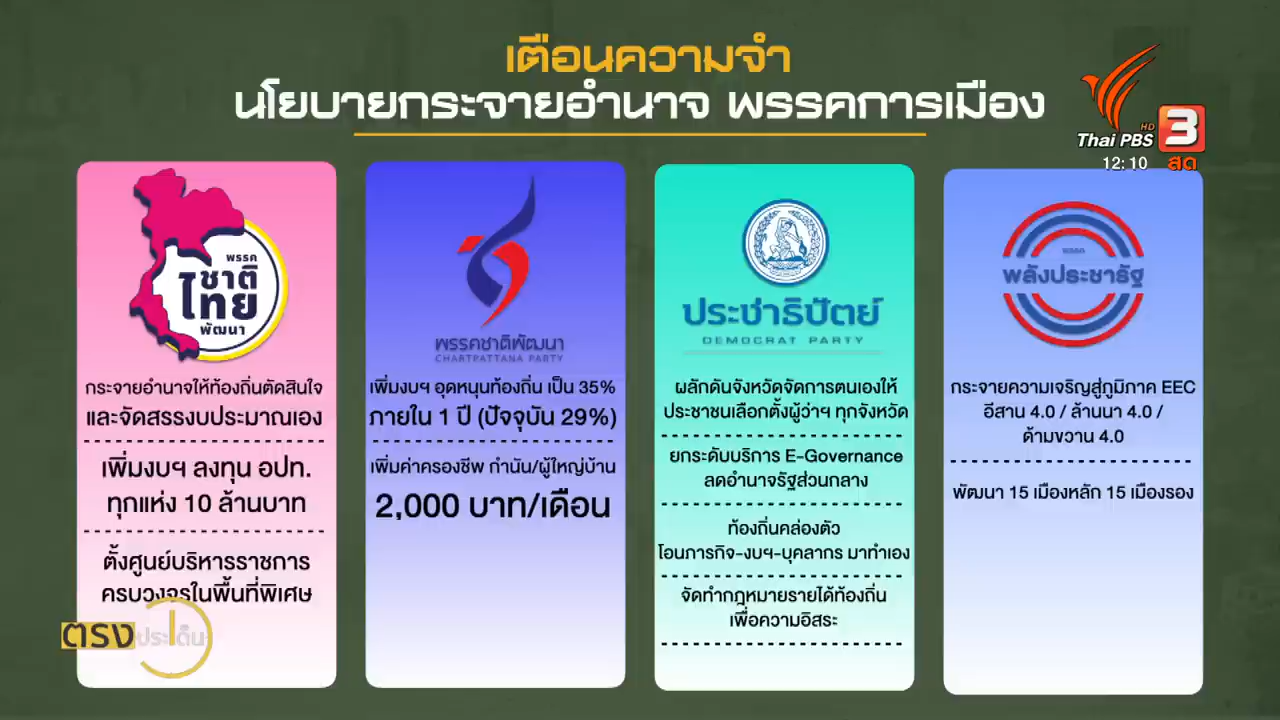 เตือนความจำ
นโยบายกระจายอำนาจ พรรคการเมือง
Thai PBS HD 3
12:10 สด
พรรค
ชาติ
ไทย
พัฒนา
กระจายอำนาจให้ท้องถิ่นตัดสินใจ
และจัดสรรงบประมาณเอง
เพิ่มงบฯ ลงทุน อปท.
ทุกแห่ง 10 ล้านบาท
ตั้งศูนย์บริหารราชการ
ครบวงจรในพื้นที่พิเศษ
พรรคชาติพัฒนา
CHARTPATTANA PARTY
เพิ่มงบฯ อุดหนุนท้องถิ่น เป็น 35%
ภายใน 1 ปี (ปัจจุบัน 29%)
เพิ่มค่าครองชีพ กำนัน/ผู้ใหญ่บ้าน
2,000 บาท/เดือน
ประชาธิปัตย์
DEMOCRAT PARTY
ผลักดันจังหวัดจัดการตนเองให้
ประชาชนเลือกตั้งผู้ว่าฯ ทุกจังหวัด
ยกระดับบริการ E-Governance
ลดอำนาจรัฐส่วนกลาง
ท้องถิ่นคล่องตัว
โอนภารกิจ-งบฯ-บุคลากร มาทำเอง
จัดทำกฎหมายรายได้ท้องถิ่น
เพื่อความอิสระ
พรรค
พลังประชารัฐ
กระจายความเจริญสู่ภูมิภาค EEC
อีสาน 4.0 / ล้านนา 4.0 /
ด้ามขวาน 4.0
พัฒนา 15 เมืองหลัก 15 เมืองรอง
ตรงประเด็น